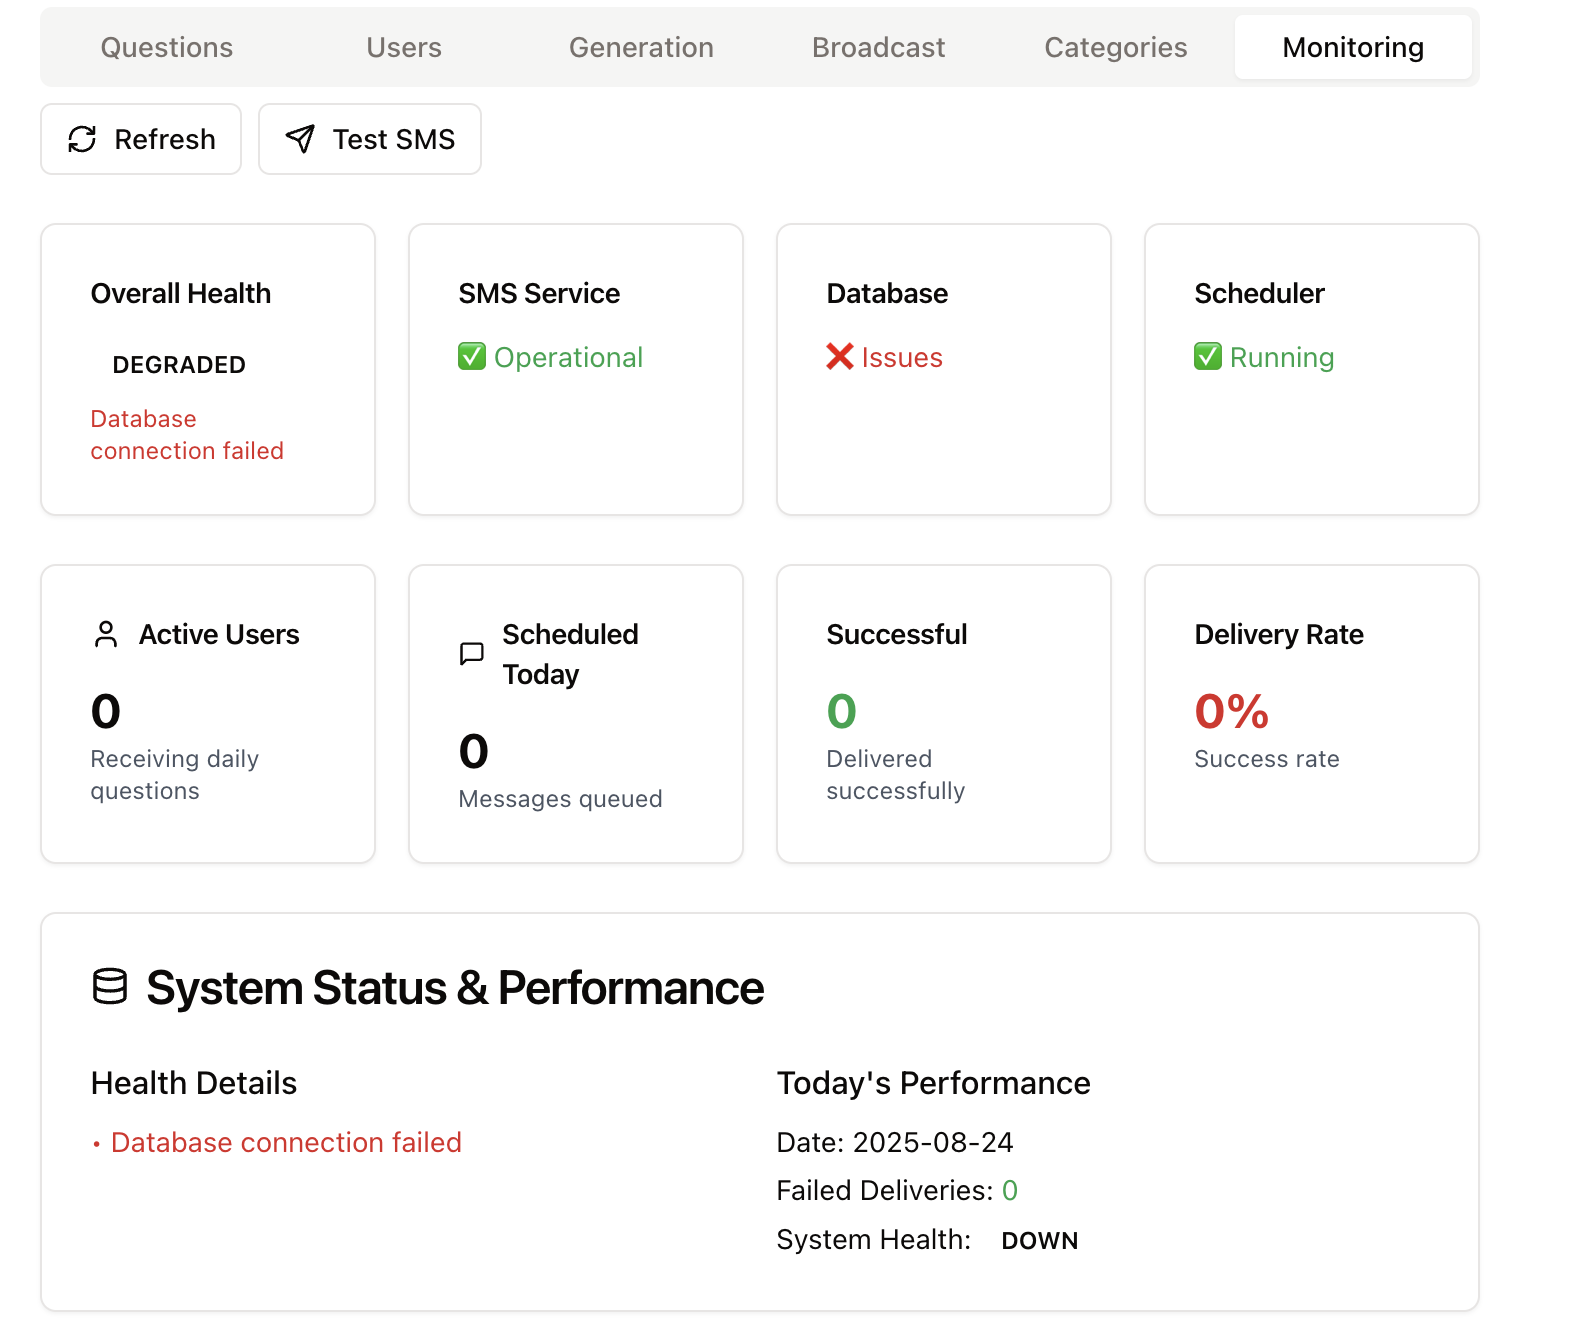 Questions
Users
Generation
Broadcast
Categories
Monitoring
Refresh
Test SMS
Overall Health
DEGRADED
Database
connection failed
SMS Service
✅ Operational
Database
❌ Issues
Scheduler
✅ Running
Active Users
0
Receiving daily
questions
Scheduled
Today
0
Messages queued
Successful
0
Delivered
successfully
Delivery Rate
0%
Success rate
System Status & Performance
Health Details
• Database connection failed
Today's Performance
Date: 2025-08-24
Failed Deliveries: 0
System Health: DOWN